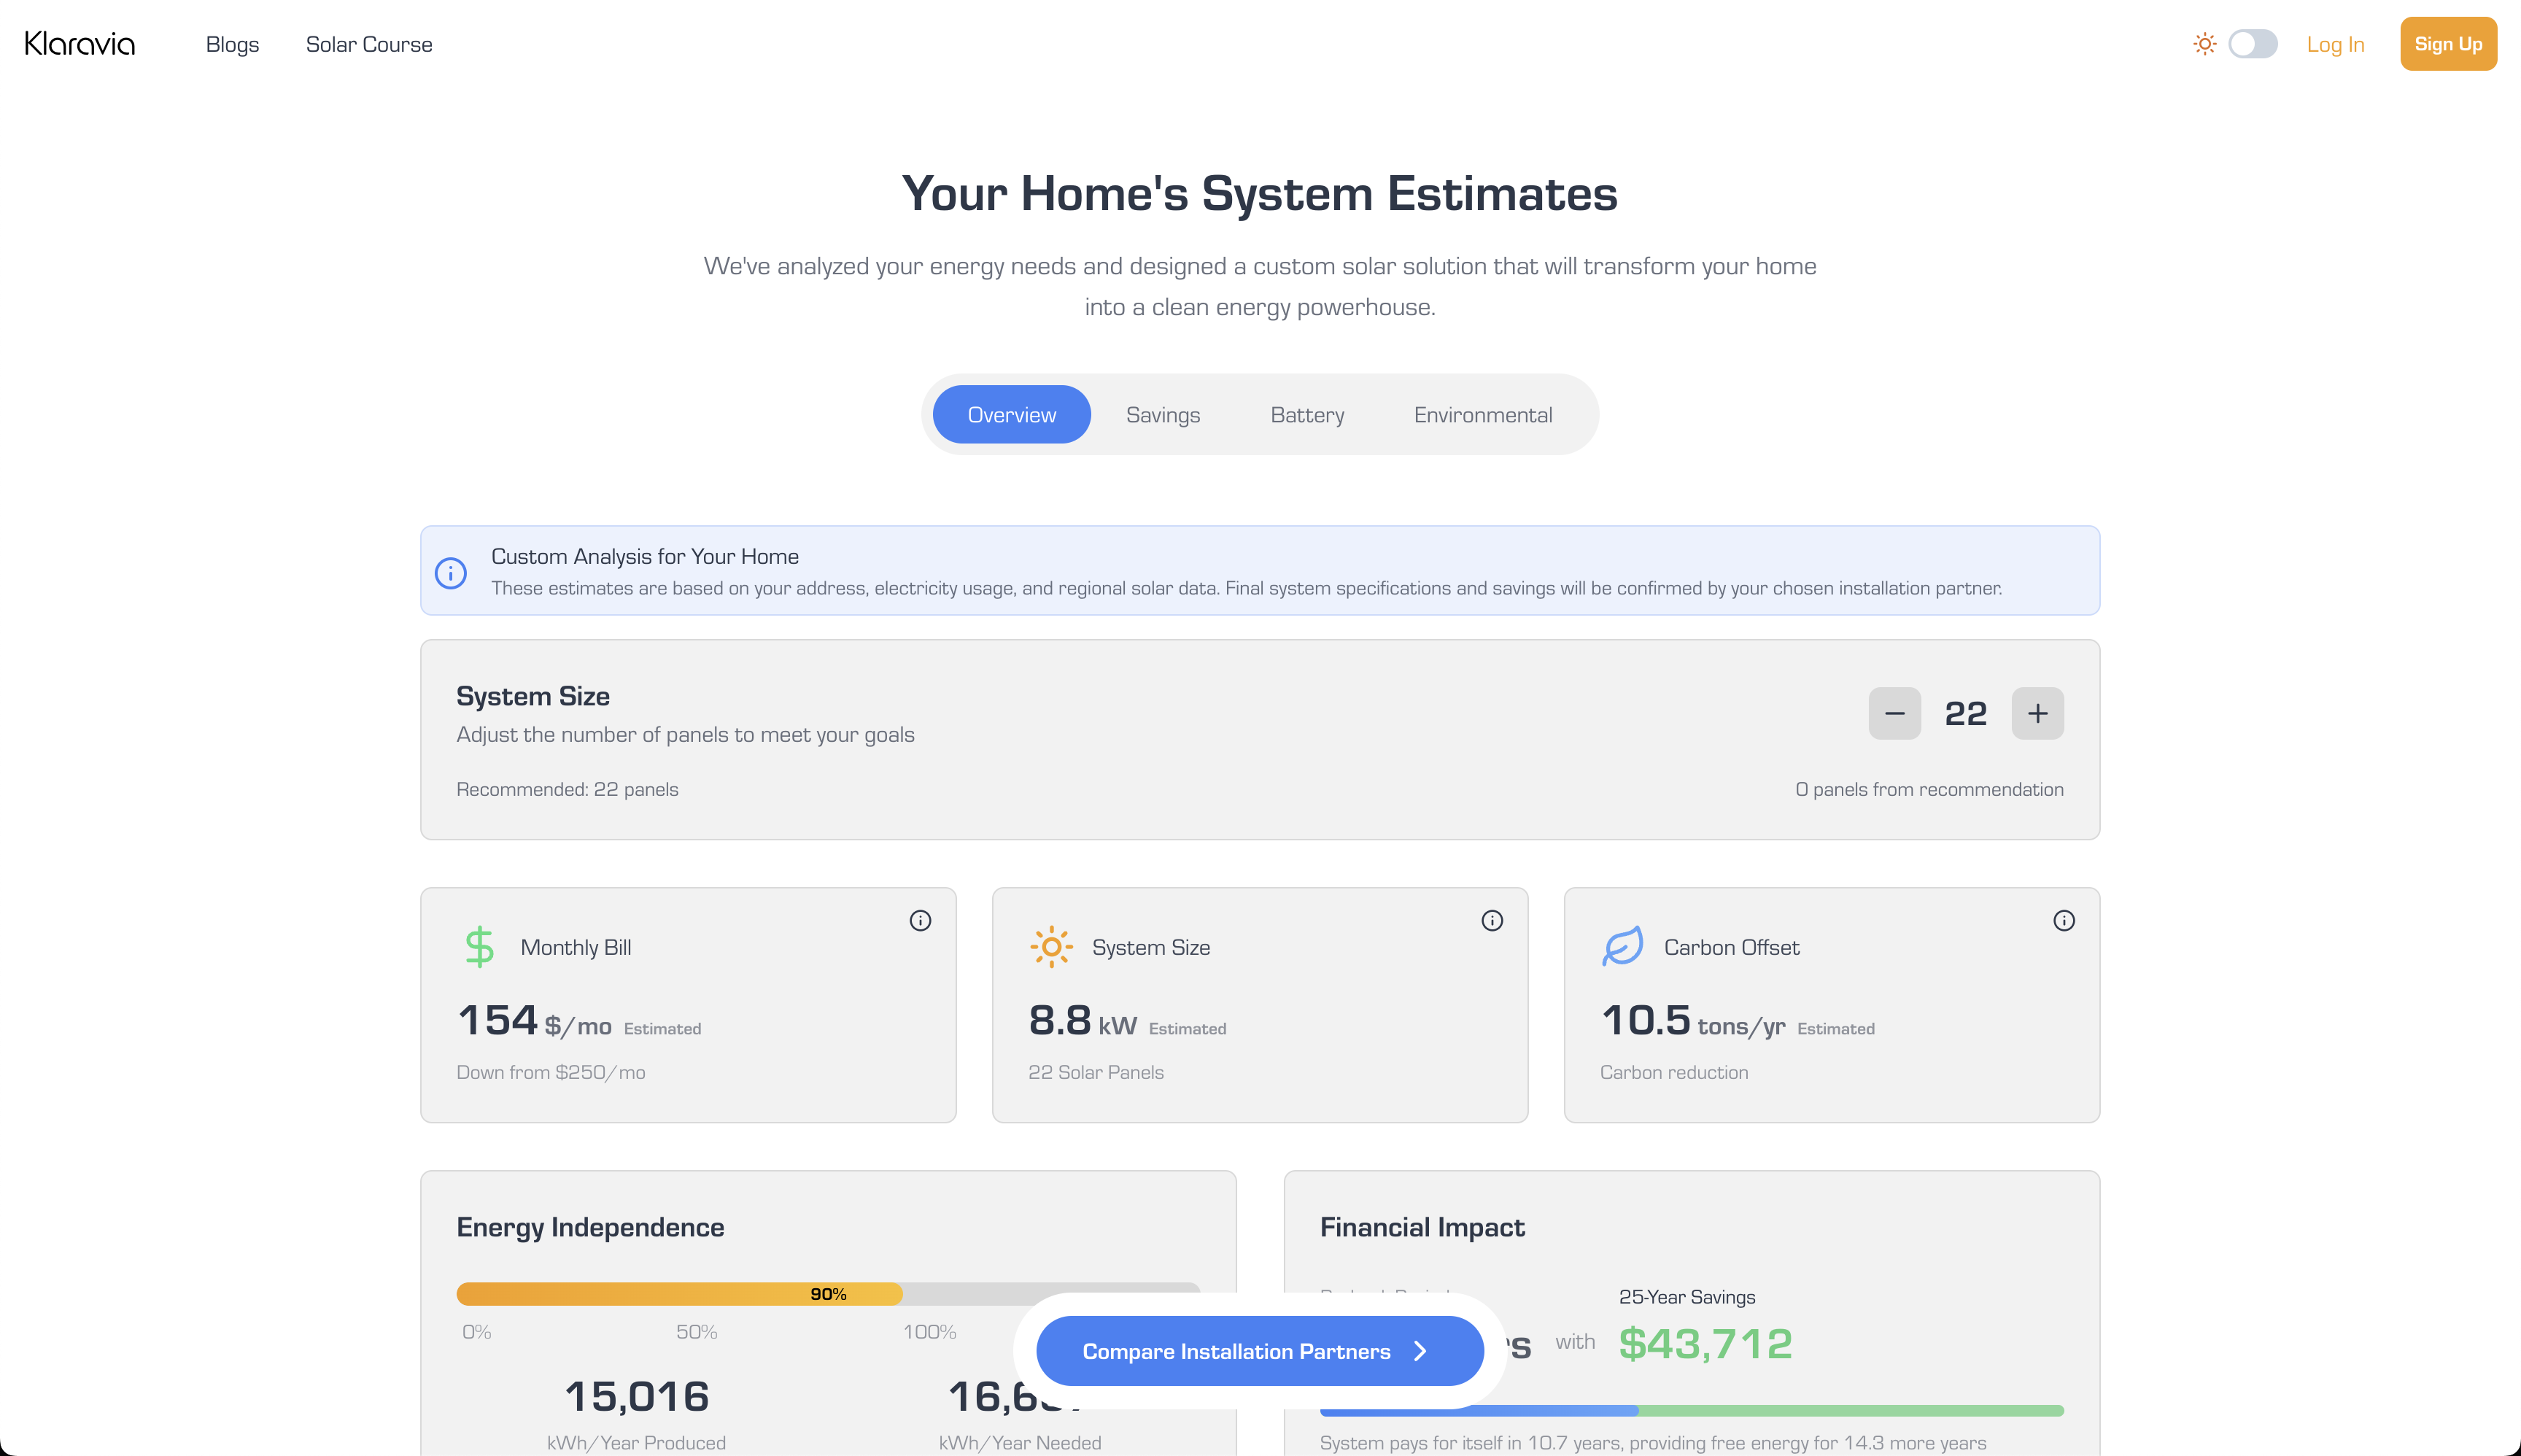 Klaravia
Blogs
Solar Course
Log In
Sign Up
Your Home's System Estimates
We've analyzed your energy needs and designed a custom solar solution that will transform your home
into a clean energy powerhouse.
Overview
Savings
Battery
Environmental
Custom Analysis for Your Home
These estimates are based on your address, electricity usage, and regional solar data. Final system specifications and savings will be confirmed by your chosen installation partner.
System Size
Adjust the number of panels to meet your goals
22
Recommended: 22 panels
0 panels from recommendation
Monthly Bill
154 $/mo Estimated
Down from $250/mo
System Size
8.8 kW Estimated
22 Solar Panels
Carbon Offset
10.5 tons/yr Estimated
Carbon reduction
Energy Independence
90%
0%
50%
100%
15,016
kWh/Year Produced
kWh/Year Needed
Financial Impact
with
25-Year Savings
$43,712
System pays for itself in 10.7 years, providing free energy for 14.3 more years
Compare Installation Partners